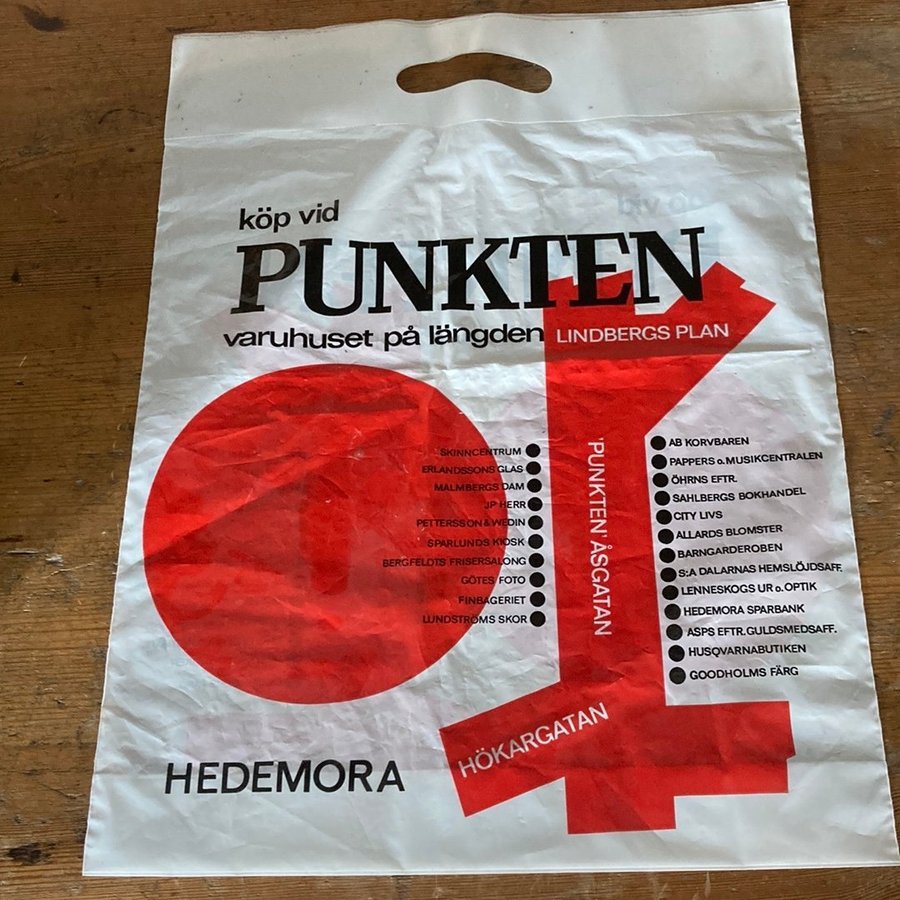 köp vid
PUNKTEN
varuhuset på längden
LINDBERGS PLAN
SKINNCENTRUM
ERLANDSSONS GLAS
MALMBERGS DAM
JP HERR
PETTERSSON & WEDIN
SPARLUNDS KIOSK
BERGFELDTS FRISERSALONG
GÖTES FOTO
FINBAGERIET
LUNDSTRÖMS SKOR
'PUNKTEN' ÅSGATAN
AB KORVBAREN
PAPPERS o. MUSIKCENTRALEN
ÖHRNS EFTR.
SAHLBERGS BOKHANDEL
CITY LIVS
ALLARDS BLOMSTER
BARNGARDEROBEN
S:A DALARNAS HEMSLÖJDSAFF.
LENNESKOGS UR o. OPTIK
HEDEMORA SPARBANK
ASPS EFTR. GULDSMEDSAFF.
HUSQVARNABUTIKEN
GOODHOLMS FÄRG
HÖKARGATAN
HEDEMORA